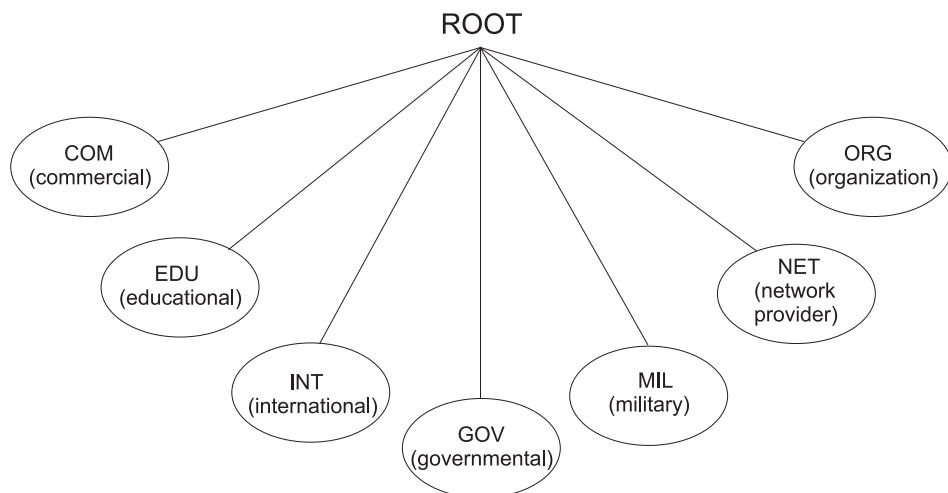 ROOT
COM
(commercial)
ORG
(organization)
EDU
(educational)
NET
(network
provider)
INT
(international)
MIL
(military)
GOV
(governmental)